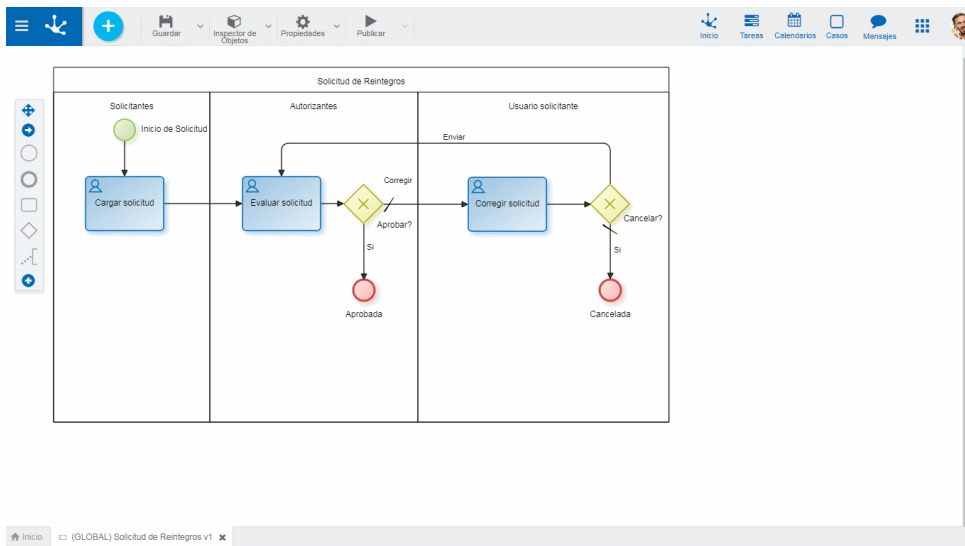 Guardar
Inspector de
Objetos
Propiedades
Publicar
Inicio
Tareas
Calendarios
Casos
Mensajes
Solicitud de Reintegros
Solicitantes
Autorizantes
Usuario solicitante
Inicio de Solicitud
Enviar
Cargar solicitud
Evaluar solicitud
Corregir
Aprobar?
Corregir solicitud
Cancelar?
Si
Si
Aprobada
Cancelada
Inicio
(GLOBAL) Solicitud de Reintegros v1